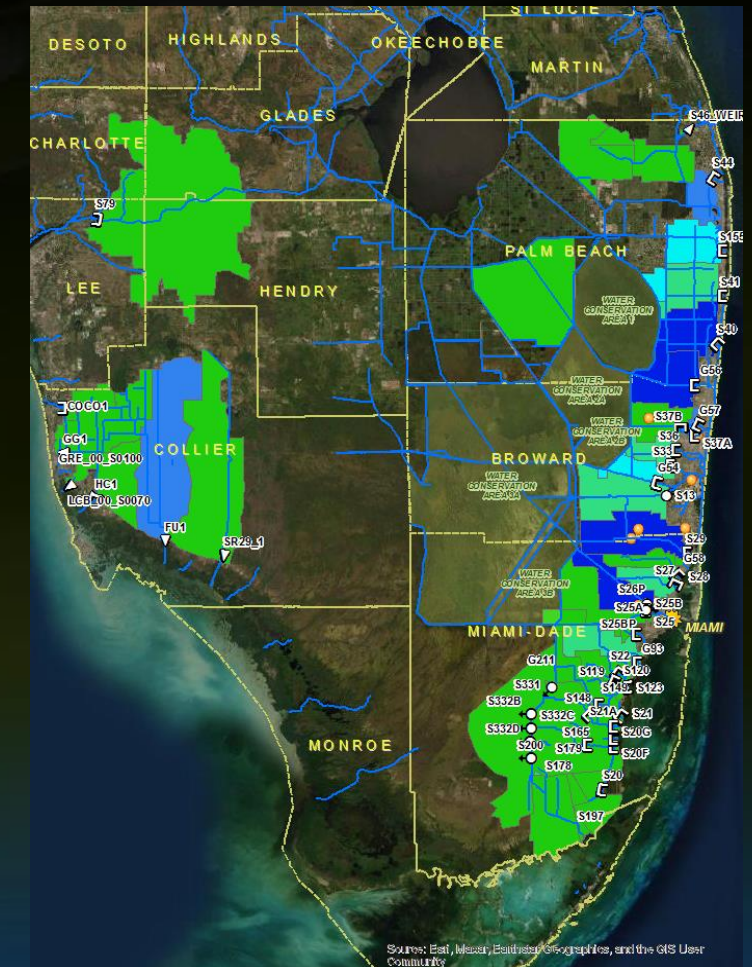 ST LUCIE
DESOTO
HIGHLANDS
OKEECHOBEE
MARTIN
GLADES
CHARLOTTE
S46_WEIR
S44
S79
S155
PALM BEACH
LEE
HENDRY
S41
WATER
CONSERVATION
AREA 1
S40
G56
WATER
CONSERVATION
AREA 2A
COCO1
G57
S37B
WATER
CONSERVATION
AREA 2B
S36
S37A
GG1
COLLIER
S33
GRE_00_S0100
BROWARD
G54
WATER
CONSERVATION
AREA 3A
HC1
S13
LCB_00_S0070
FU1
SR29_1
S29
G58
S27
WATER
CONSERVATION
AREA 3B
S28
S26P
S25B
S25A
S25BP
S25
MIAMI
MIAMI-DADE
G93
G211
S22
S119
S120
S331
S149
S123
S332B
S148
S332C
S21A
S21
S332D
S165
S20G
MONROE
S200
S179
S20F
S178
S20
S197
Source: Esri, Maxar, Earthstar Geographics, and the GIS User
Community